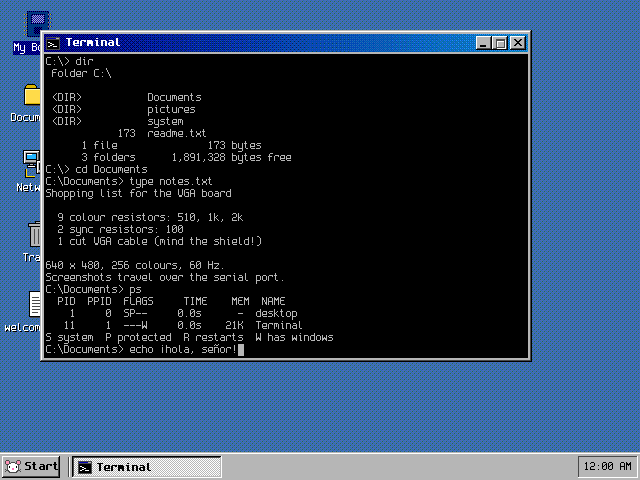 My Bo
Docum
Netw
Tra
welcom
Terminal
C:\> dir
Folder C:\
<DIR> Documents
<DIR> pictures
<DIR> system
173 readme.txt
1 file 173 bytes
3 folders 1,891,328 bytes free
C:\> cd Documents
C:\Documents> type notes.txt
Shopping list for the VGA board
9 colour resistors: 510, 1k, 2k
2 sync resistors: 100
1 cut VGA cable (mind the shield!)
640 x 480, 256 colours, 60 Hz.
Screenshots travel over the serial port.
C:\Documents> ps
PID PPID FLAGS TIME MEM NAME
1 0 SP-- 0.0s - desktop
11 1 ---W 0.0s 21K Terminal
S system P protected R restarts W has windows
C:\Documents> echo ¡hola, señor!
Start
Terminal
12:00 AM